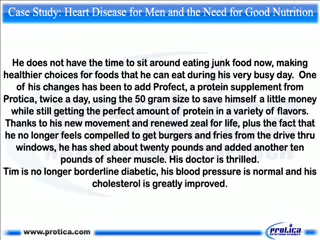 Case Study: Heart Disease for Men and the Need for Good Nutrition
He does not have the time to sit around eating junk food now, making
healthier choices for foods that he can eat during his very busy day. One
of his changes has been to add Profect, a protein supplement from
Protica, twice a day, using the 50 gram size to save himself a little money
while still getting the perfect amount of protein in a variety of flavors.
Thanks to his new movement and renewed zeal for life, plus the fact that
he no longer feels compelled to get burgers and fries from the drive thru
windows, he has shed about twenty pounds and added another ten
pounds of sheer muscle. His doctor is thrilled.
Tim is no longer borderline diabetic, his blood pressure is normal and his
cholesterol is greatly improved.
www.protica.com
protica